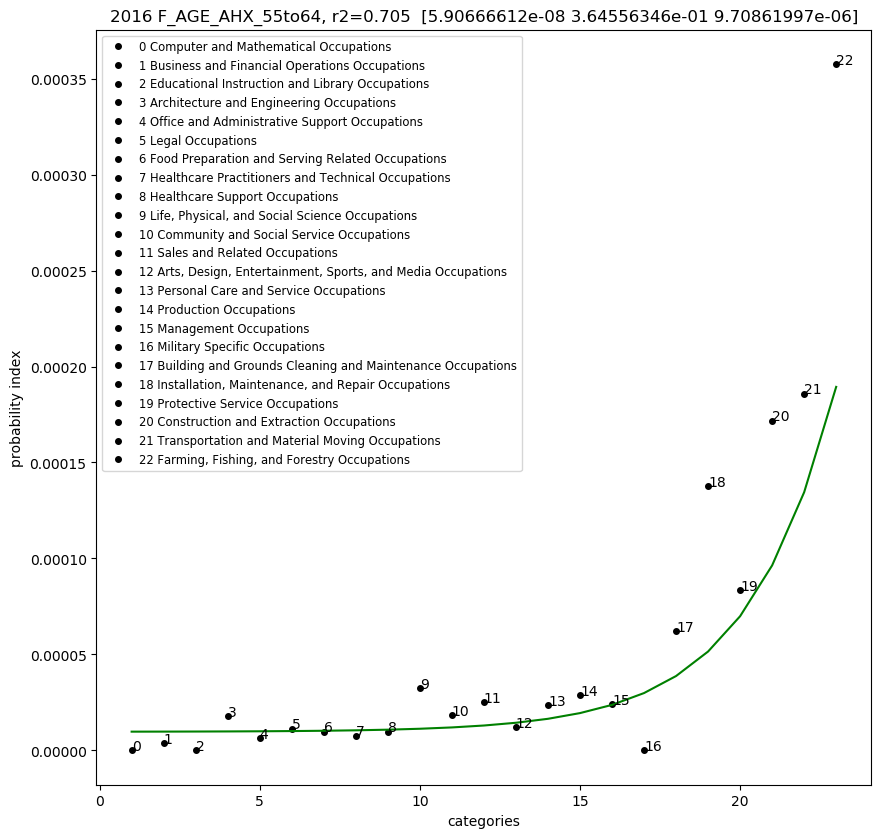 2016 F_AGE_AHX_55to64, r2=0.705  [5.90666612e-08 3.64556346e-01 9.70861997e-06]
0 Computer and Mathematical Occupations
1 Business and Financial Operations Occupations
2 Educational Instruction and Library Occupations
3 Architecture and Engineering Occupations
4 Office and Administrative Support Occupations
5 Legal Occupations
6 Food Preparation and Serving Related Occupations
7 Healthcare Practitioners and Technical Occupations
8 Healthcare Support Occupations
9 Life, Physical, and Social Science Occupations
10 Community and Social Service Occupations
11 Sales and Related Occupations
12 Arts, Design, Entertainment, Sports, and Media Occupations
13 Personal Care and Service Occupations
14 Production Occupations
15 Management Occupations
16 Military Specific Occupations
17 Building and Grounds Cleaning and Maintenance Occupations
18 Installation, Maintenance, and Repair Occupations
19 Protective Service Occupations
20 Construction and Extraction Occupations
21 Transportation and Material Moving Occupations
22 Farming, Fishing, and Forestry Occupations
probability index
0.00035
0.00030
0.00025
0.00020
0.00015
0.00010
0.00005
0.00000
0
1
2
3
4
5
6
7
8
9
10
11
12
13
14
15
16
17
18
19
20
21
22
0
5
10
15
20
categories